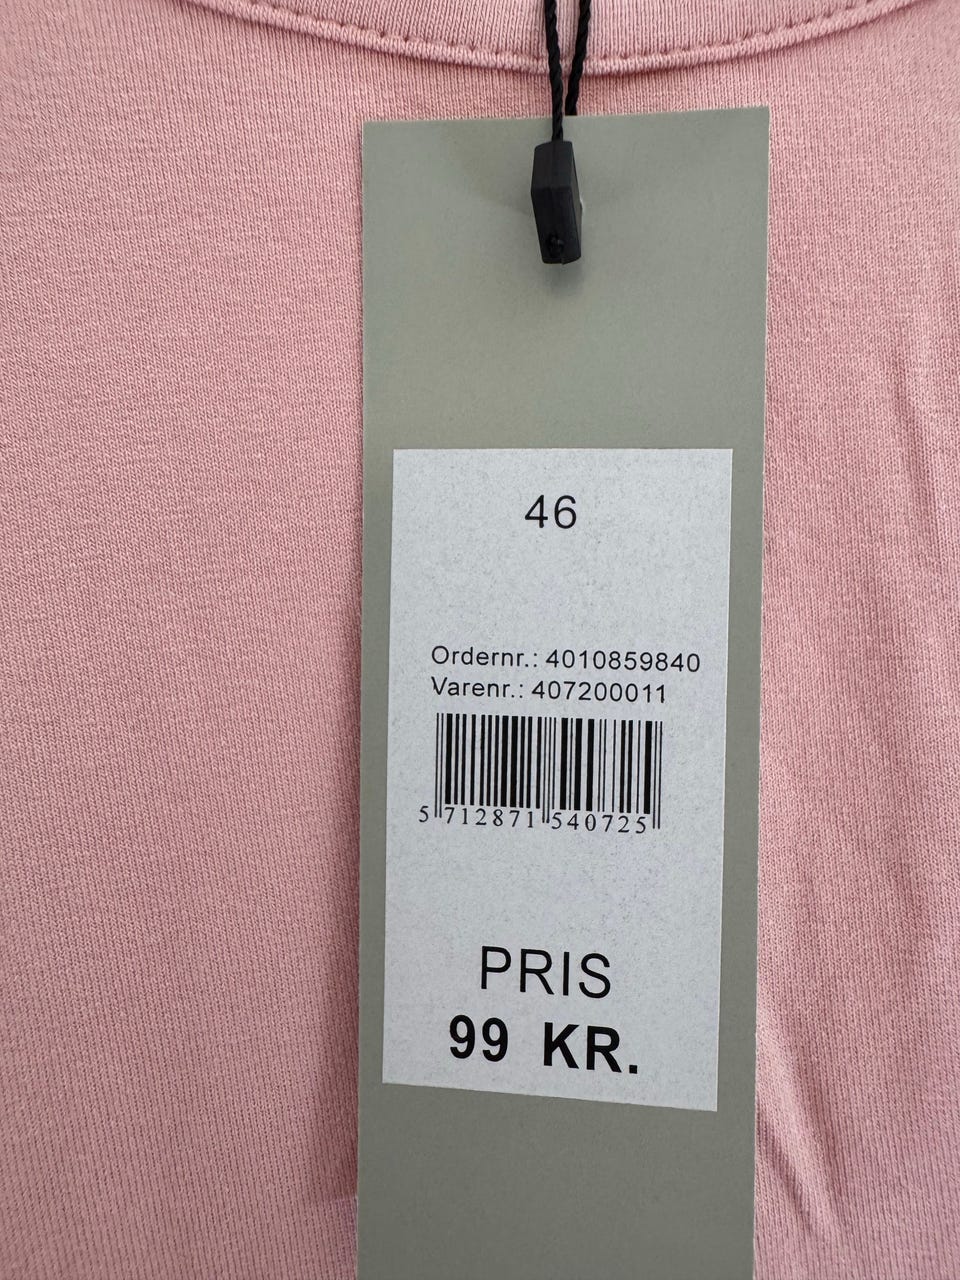 46
Ordernr.: 4010859840
Varenr.: 407200011
5 712871 540725
PRIS
99 KR.